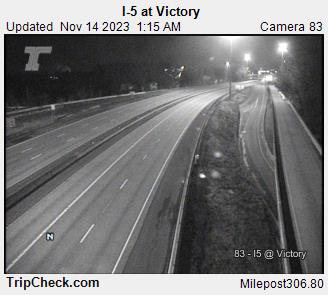 I-5 at Victory
Updated Nov 14 2023 1:15 AM Camera 83
T
N
83 - I5 @ Victory
TripCheck.com Milepost306.80